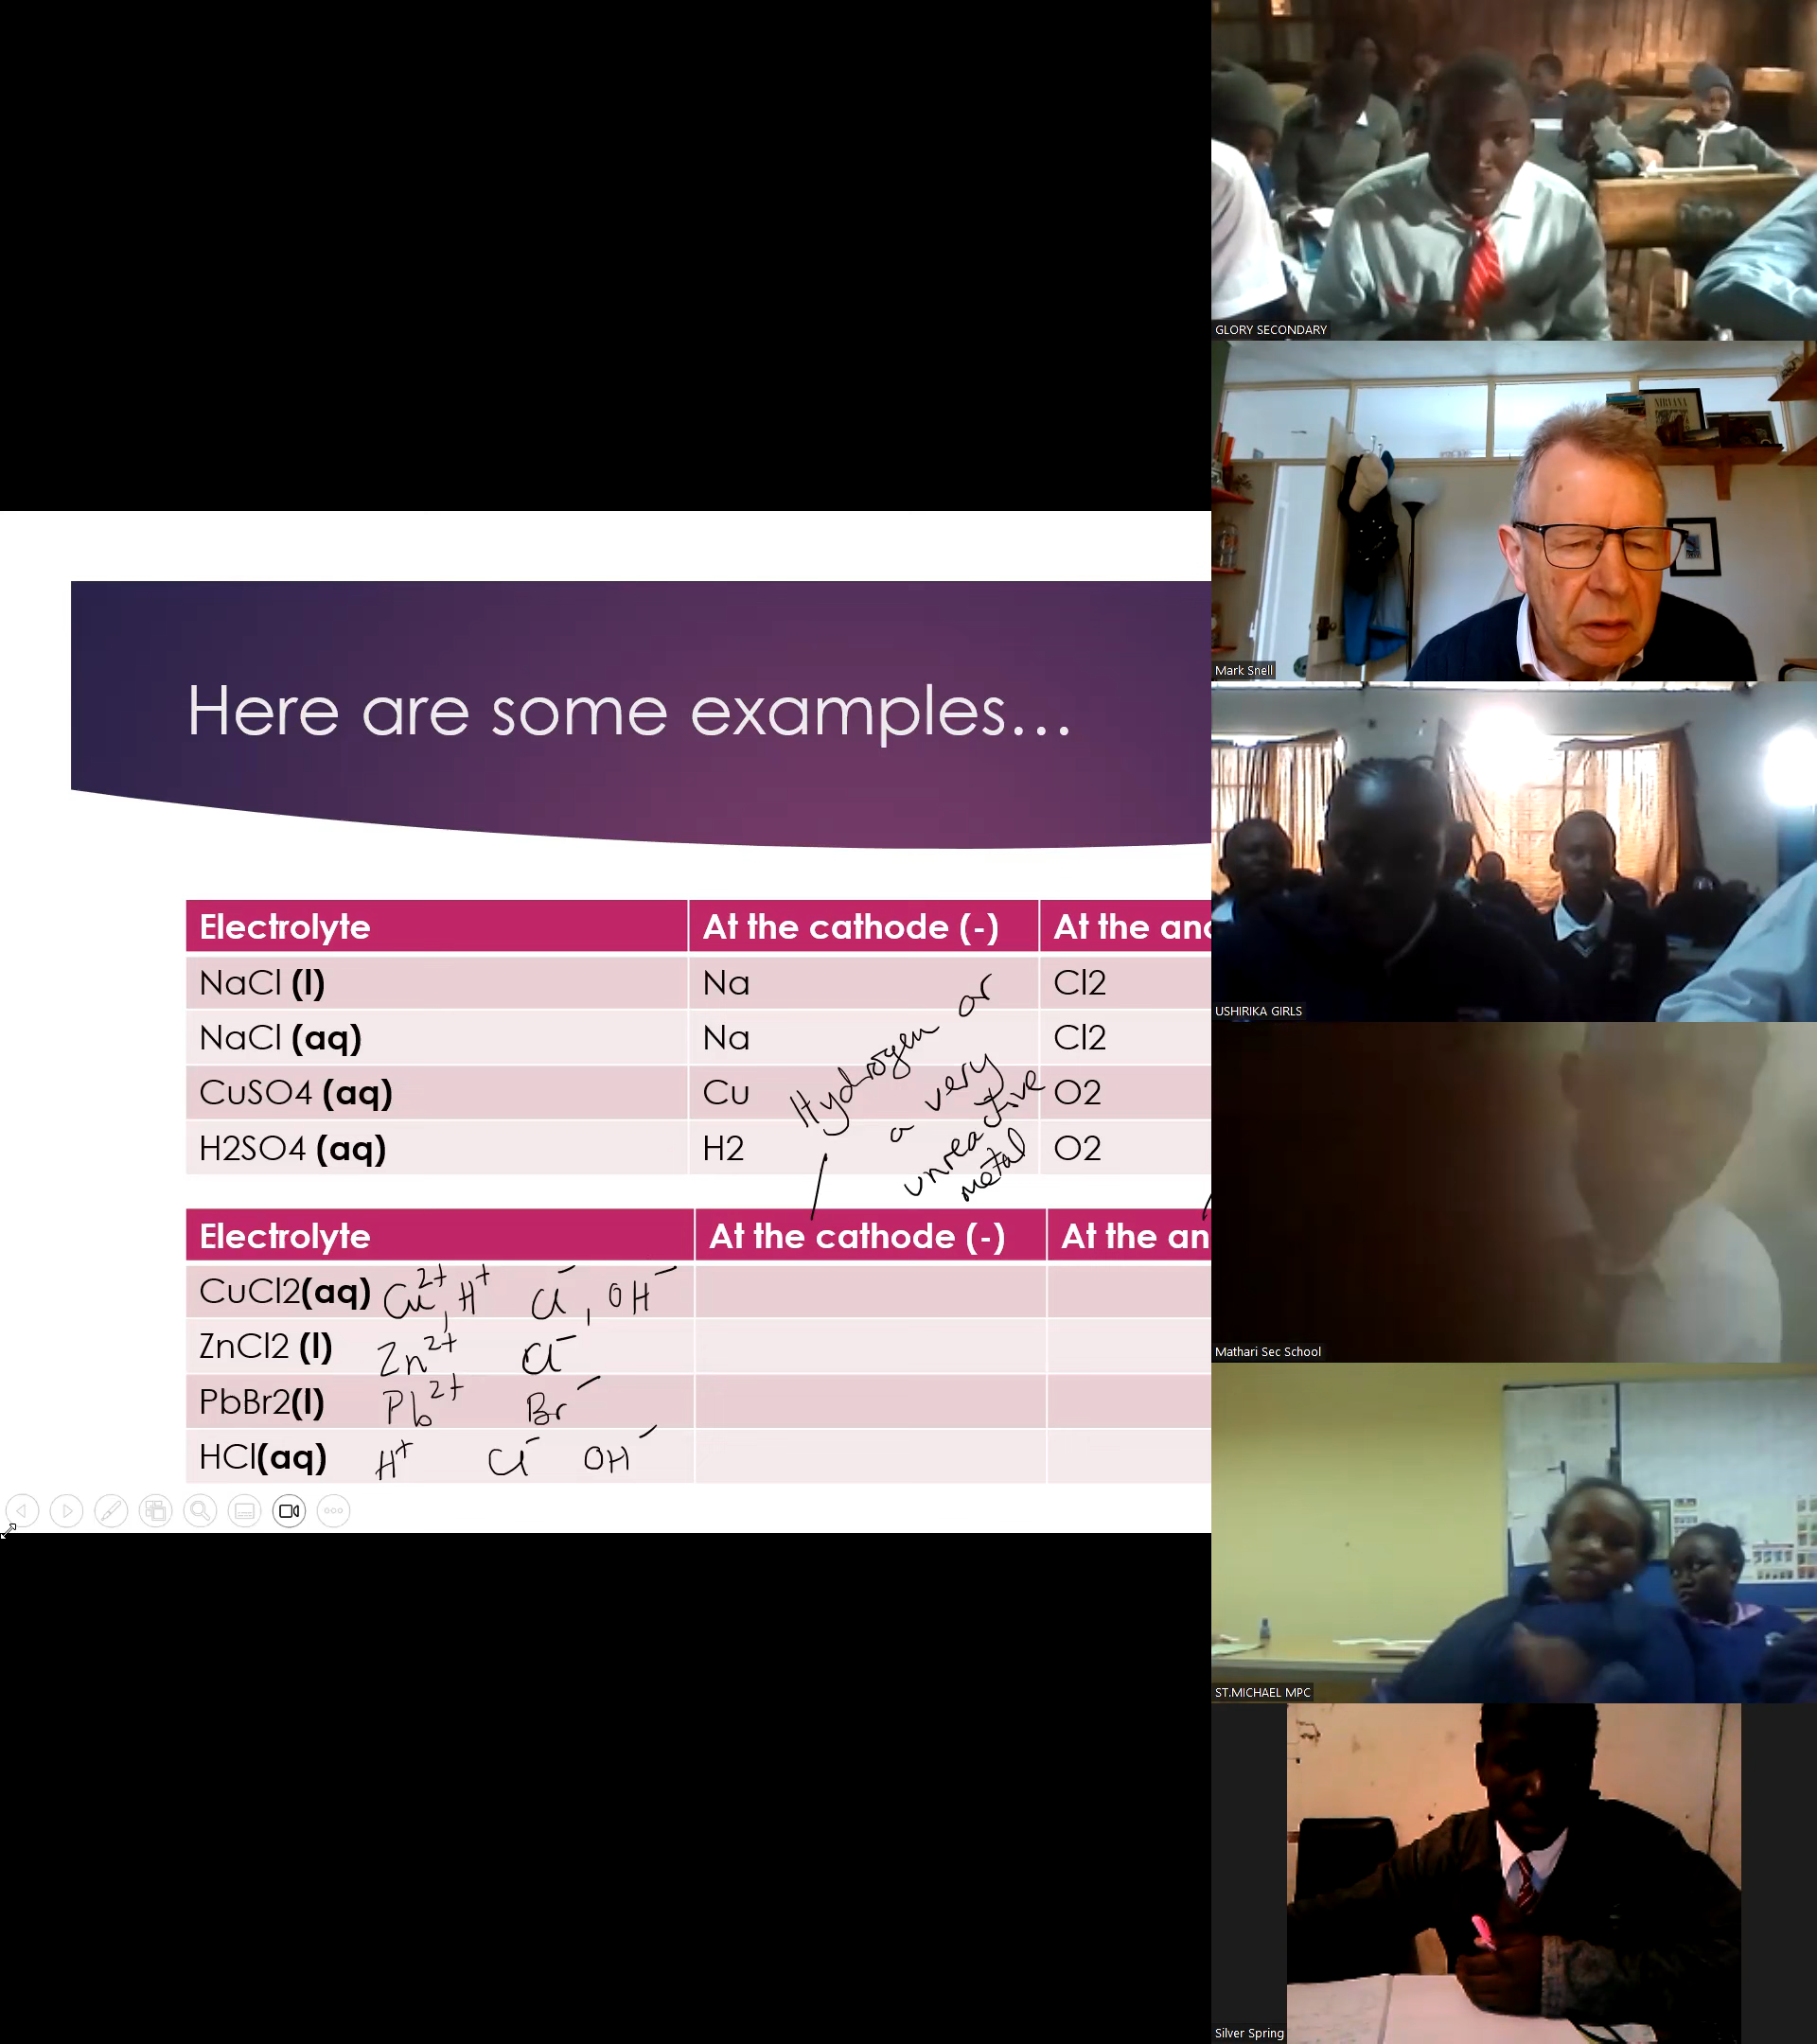 Here are some examples...
Electrolyte At the cathode (-) At the ano
NaCl (l) Na Cl2
NaCl (aq) Na Cl2
CuSO4 (aq) Cu O2
H2SO4 (aq) H2 O2
Hydrogen or
a very
unreactive
metal
Electrolyte At the cathode (-) At the an
CuCl2(aq) Cu2+, H+ Cl-, OH-
ZnCl2 (l) Zn2+ Cl-
PbBr2(l) Pb2+ Br-
HCl(aq) H+ Cl- OH-
GLORY SECONDARY
NIRVANA
Mark Snell
USHIRIKA GIRLS
Mathari Sec School
ST.MICHAEL MPC
Silver Spring